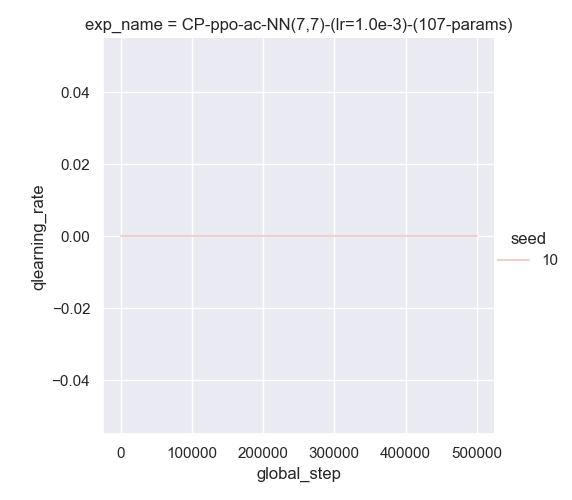 exp_name = CP-ppo-ac-NN(7,7)-(lr=1.0e-3)-(107-params)
0.04
0.02
0.00
−0.02
−0.04
qlearning_rate
seed
10
0 100000 200000 300000 400000 500000
global_step